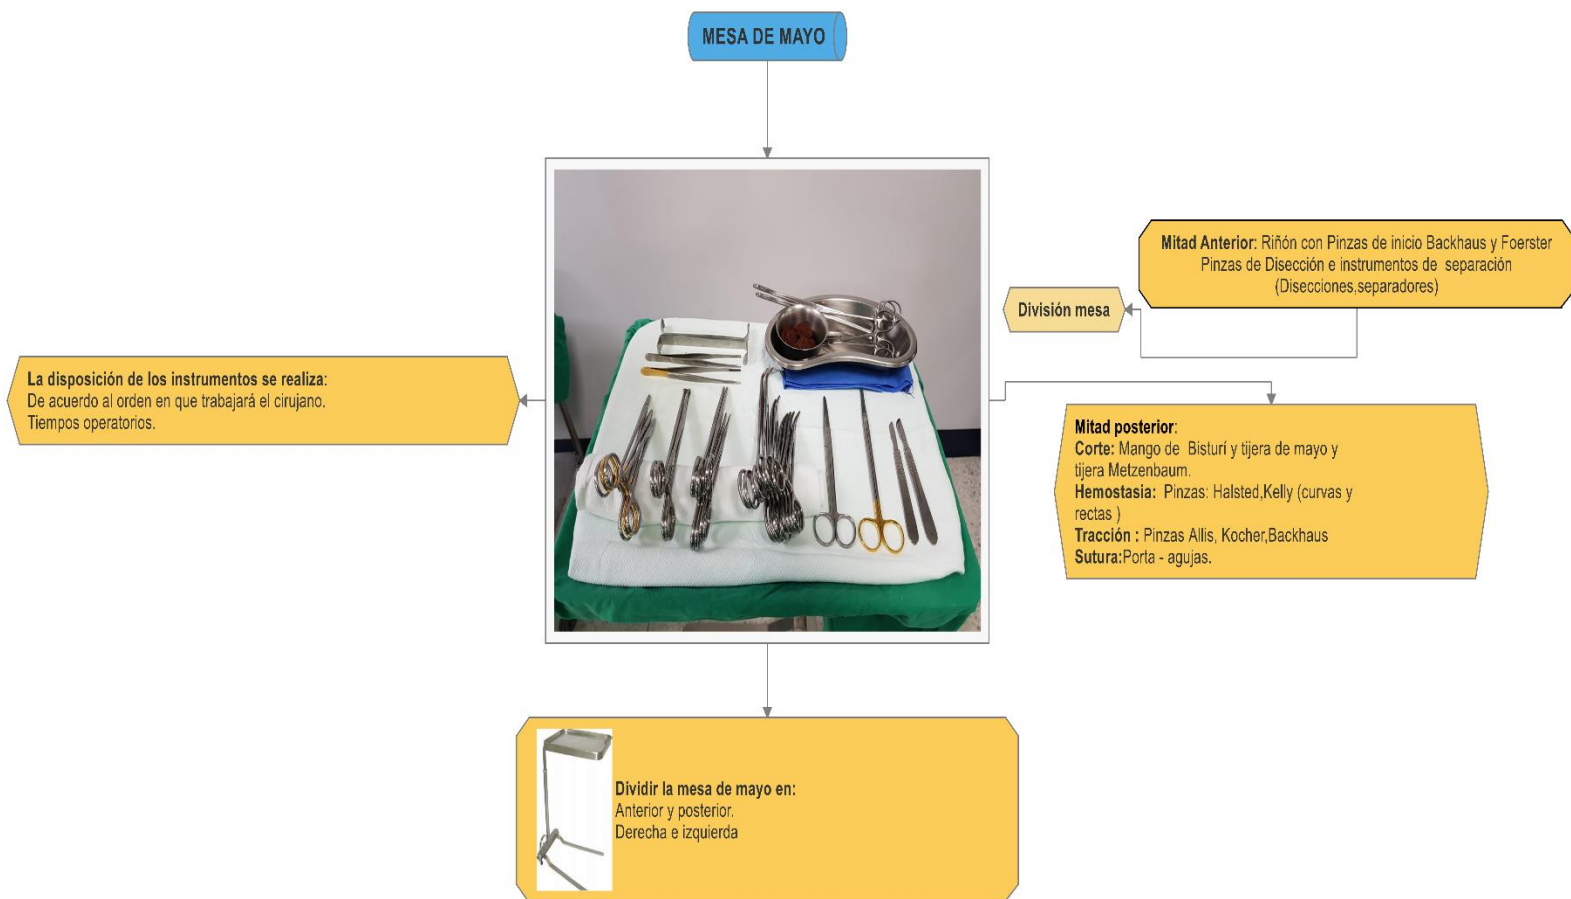 MESA DE MAYO
Mitad Anterior: Riñón con Pinzas de inicio Backhaus y Foerster
Pinzas de Disección e instrumentos de separación
(Disecciones,separadores)
División mesa
La disposición de los instrumentos se realiza:
De acuerdo al orden en que trabajará el cirujano.
Tiempos operatorios.
Mitad posterior:
Corte: Mango de Bisturí y tijera de mayo y
tijera Metzenbaum.
Hemostasia: Pinzas: Halsted,Kelly (curvas y
rectas )
Tracción : Pinzas Allis, Kocher,Backhaus
Sutura:Porta - agujas.
Dividir la mesa de mayo en:
Anterior y posterior.
Derecha e izquierda